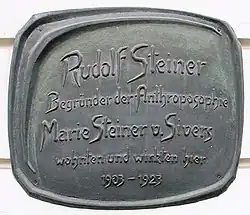 Rudolf Steiner
Begründer der Anthroposophie
Marie Steiner v. Sivers
wohnten und wirkten hier
1903 – 1923